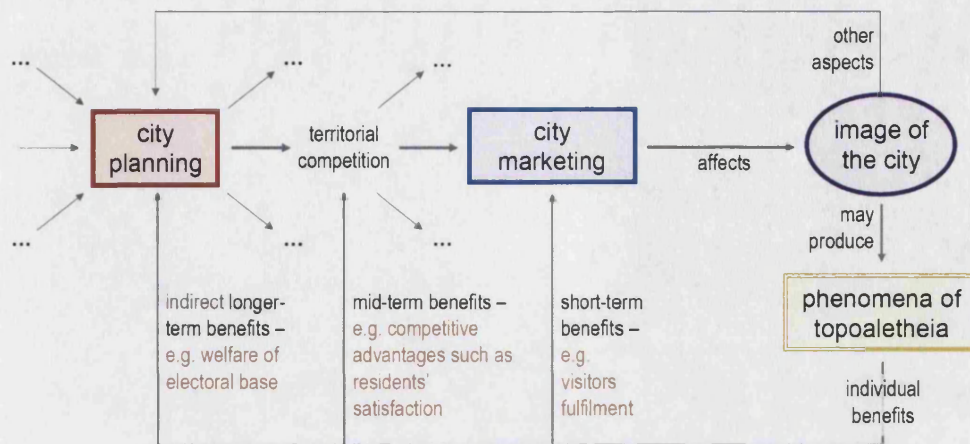 other
aspects
...
...
...
city
planning
territorial
competition
city
marketing
affects
image of
the city
...
...
...
may
produce
indirect longer-
term benefits –
e.g. welfare of
electoral base
mid-term benefits –
e.g. competitive
advantages such as
residents'
satisfaction
short-term
benefits –
e.g.
visitors
fulfilment
phenomena of
topoaletheia
individual
benefits